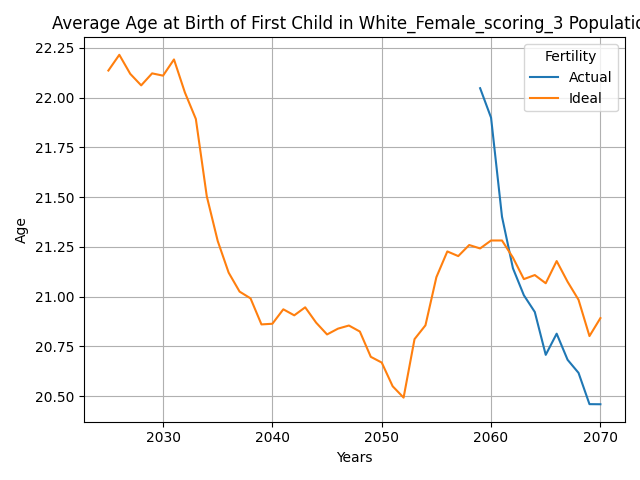 Average Age at Birth of First Child in White_Female_scoring_3 Populatio
Fertility
Actual
Ideal
22.25
22.00
21.75
21.50
21.25
21.00
20.75
20.50
Age
2030 2040 2050 2060 2070
Years